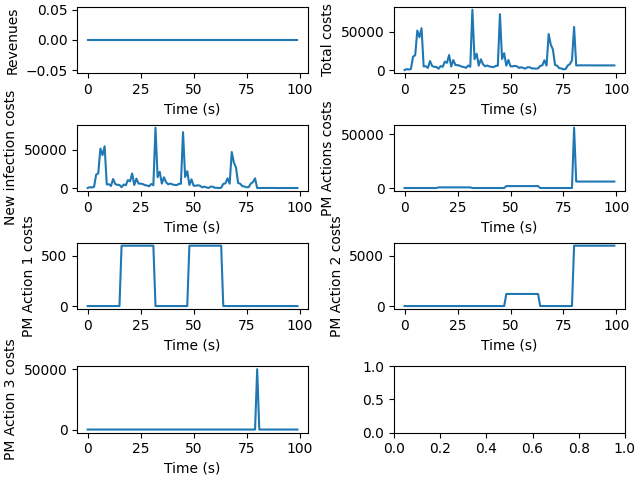 Revenues
0.05
0.00
−0.05
0 25 50 75 100
Time (s)
Total costs
50000
0
0 25 50 75 100
Time (s)
New infection costs
50000
0
0 25 50 75 100
Time (s)
PM Actions costs
50000
0
0 25 50 75 100
Time (s)
PM Action 1 costs
500
0
0 25 50 75 100
Time (s)
PM Action 2 costs
5000
0
0 25 50 75 100
Time (s)
PM Action 3 costs
50000
0
0 25 50 75 100
Time (s)
1.0
0.5
0.0
0.0 0.2 0.4 0.6 0.8 1.0